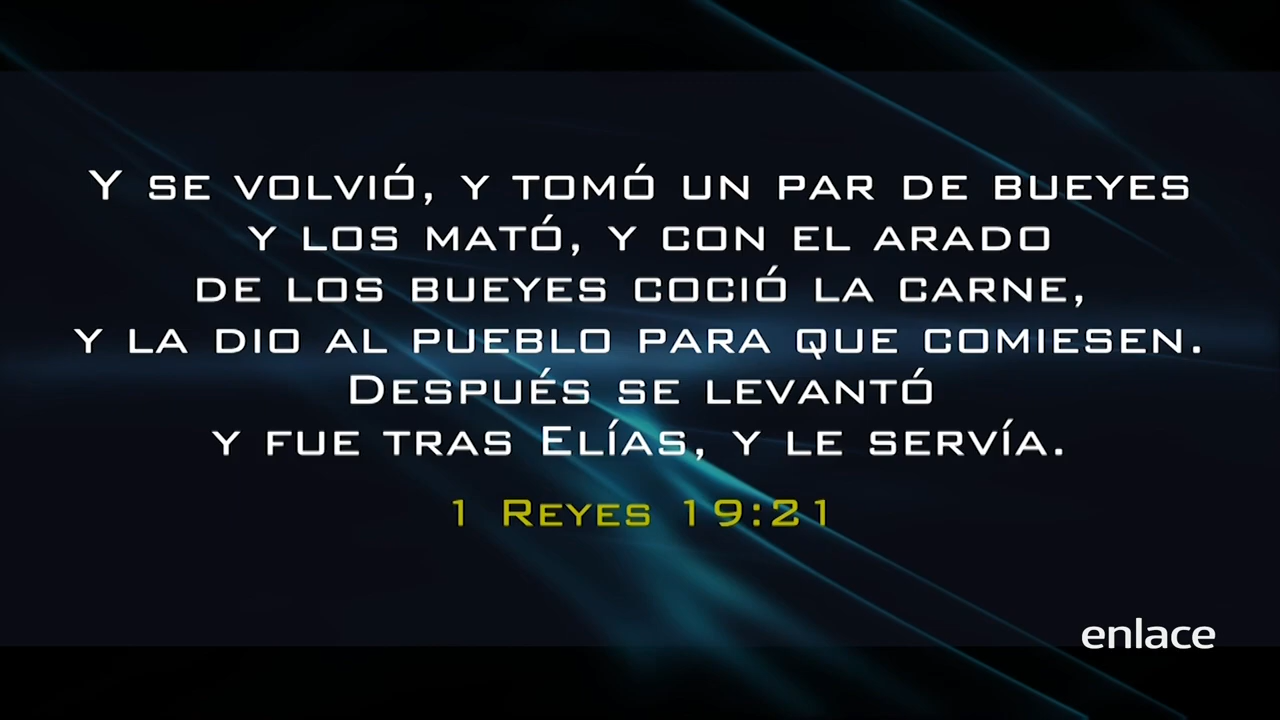 Y SE VOLVIÓ, Y TOMÓ UN PAR DE BUEYES
Y LOS MATÓ, Y CON EL ARADO
DE LOS BUEYES COCIÓ LA CARNE,
Y LA DIO AL PUEBLO PARA QUE COMIESEN.
DESPUÉS SE LEVANTÓ
Y FUE TRAS ELÍAS, Y LE SERVÍA.
1 REYES 19:21
enlace